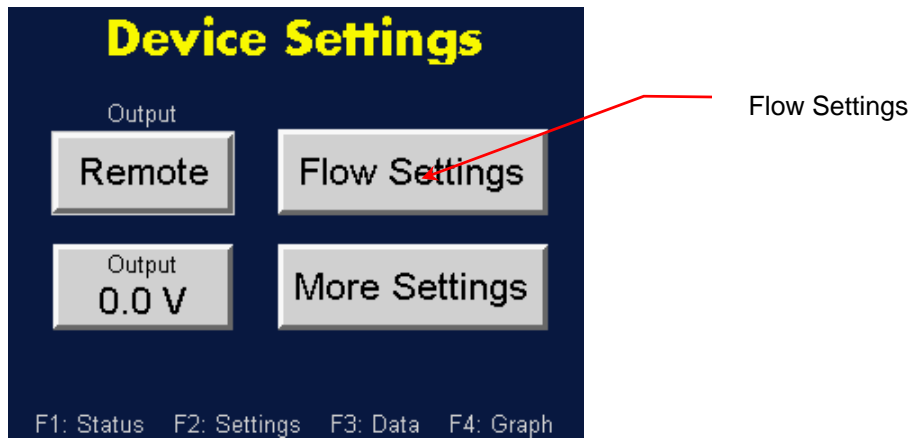 Device Settings
Output
Remote
Flow Settings
Flow Settings
Output
0.0 V
More Settings
F1: Status F2: Settings F3: Data F4: Graph